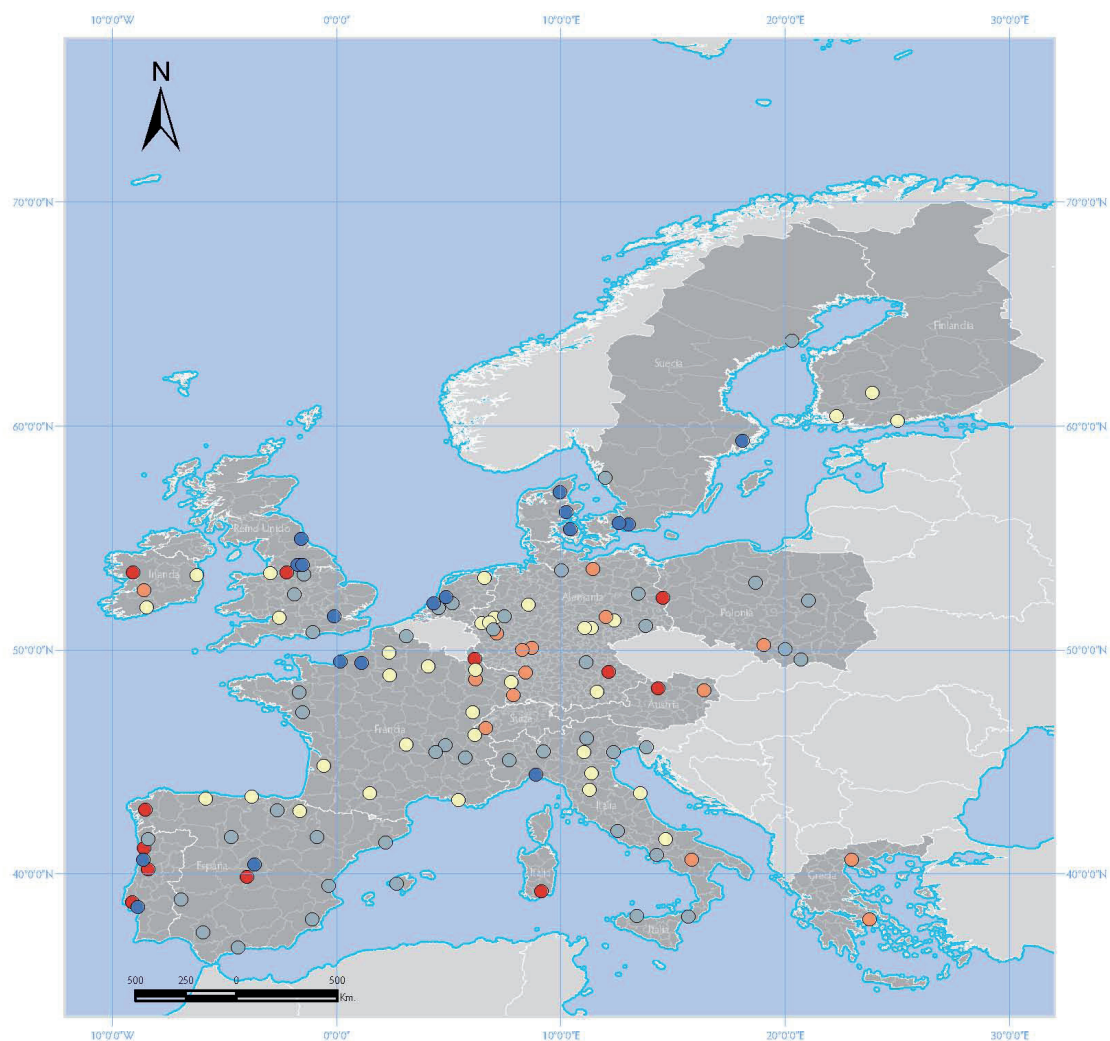 10°0'0"W 0°0'0"E 10°0'0"E 20°0'0"E 30°0'0"E
N
70°0'0"N 70°0'0"N
Finlandia
Suecia
60°0'0"N 60°0'0"N
Reino Unido
Irlanda
Alemania
Polonia
50°0'0"N 50°0'0"N
Francia
Suiza
Austria
Italia
España
Italia
Grecia
40°0'0"N 40°0'0"N
Italia
500 250 0 500
Km.
10°0'0"W 0°0'0"E 10°0'0"E 20°0'0"E 30°0'0"E